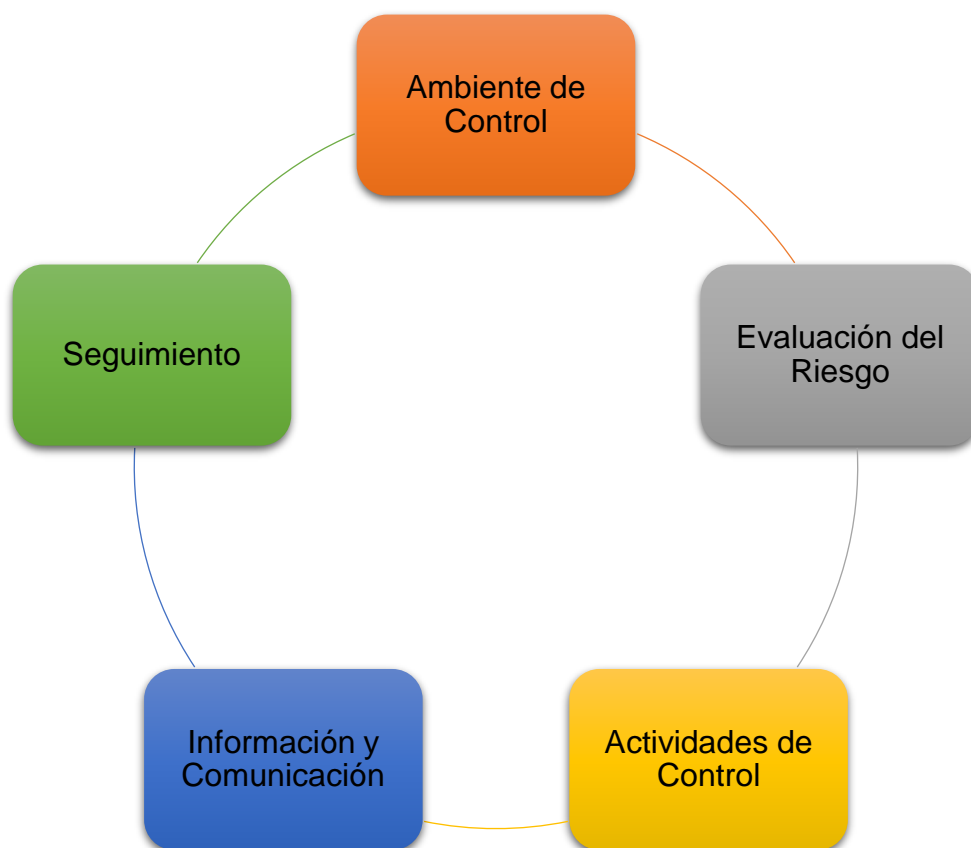 Ambiente de
Control
Evaluación del
Riesgo
Actividades de
Control
Información y
Comunicación
Seguimiento